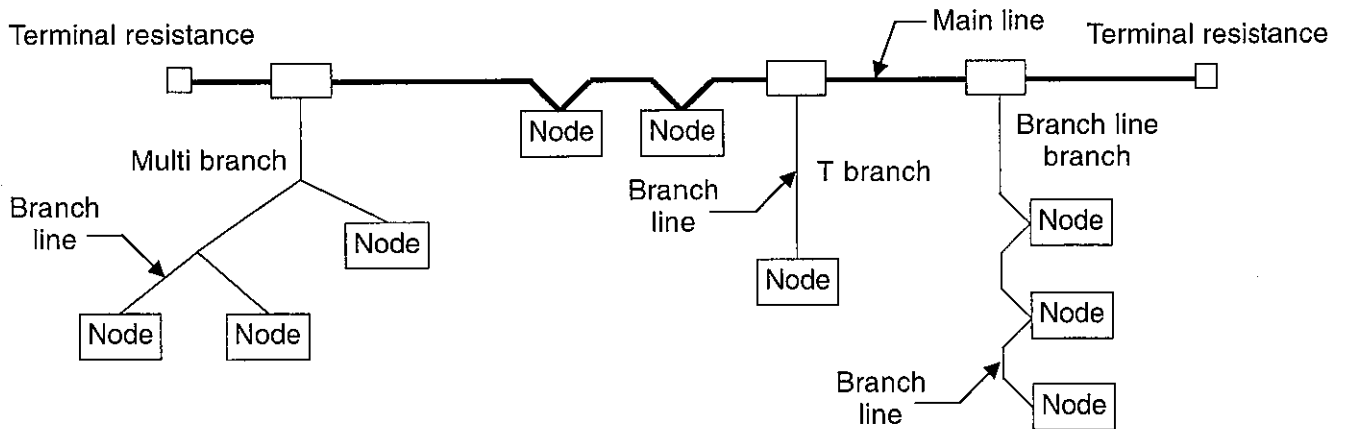 Main line
Terminal resistance
Terminal resistance
Node
Node
Branch line
branch
Multi branch
T branch
Branch
line
Branch
line
Node
Node
Node
Node
Node
Node
Branch
line
Node